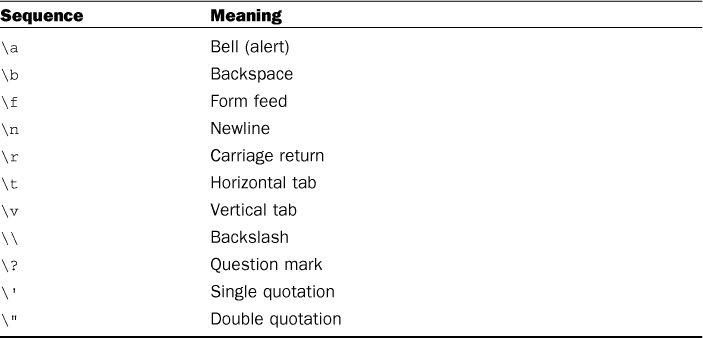 Sequence Meaning
\a Bell (alert)
\b Backspace
\f Form feed
\n Newline
\r Carriage return
\t Horizontal tab
\v Vertical tab
\\ Backslash
\? Question mark
\' Single quotation
\" Double quotation